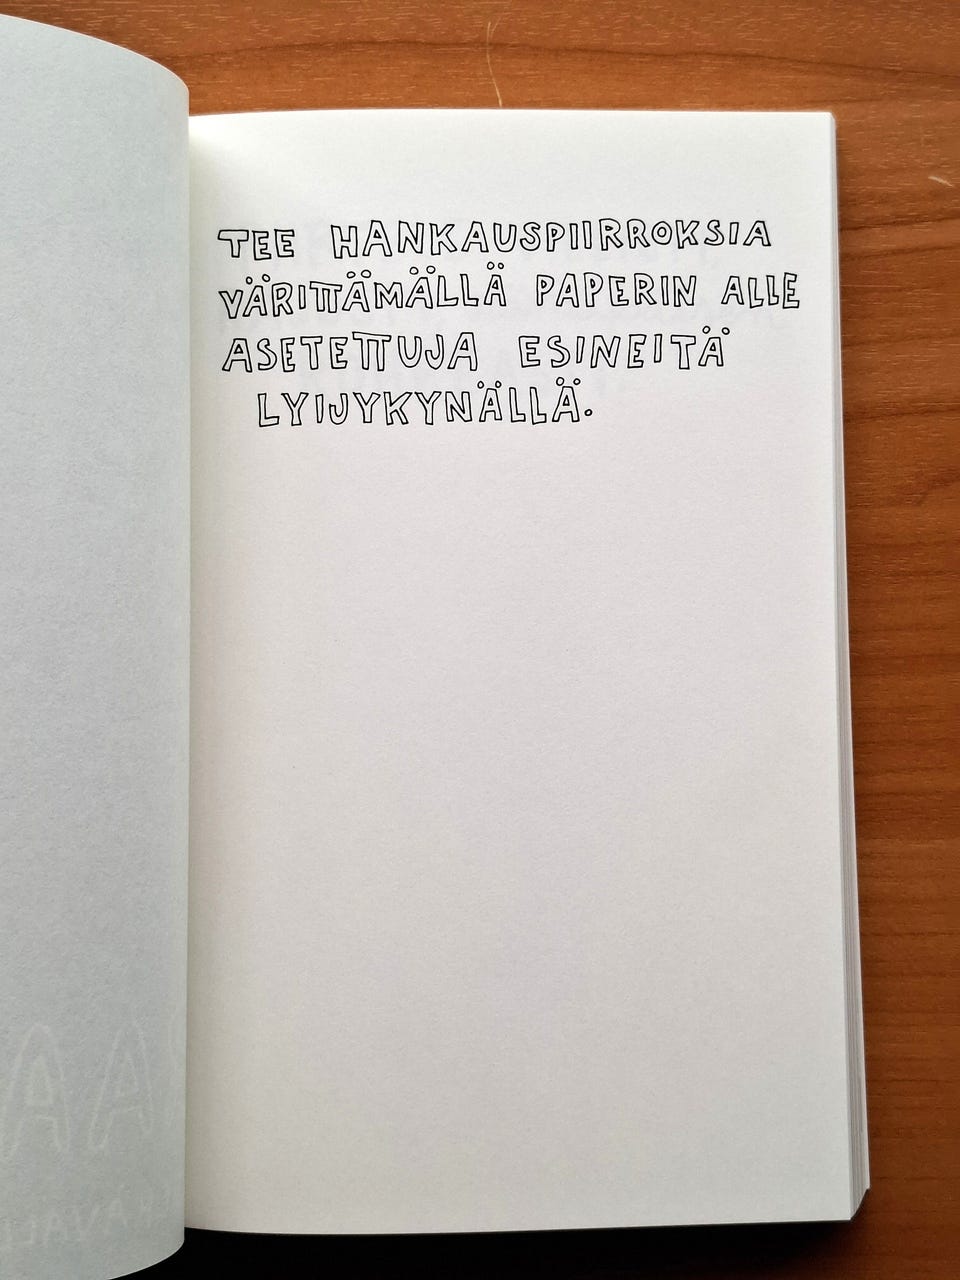 TEE HANKAUSPIIRROKSIA
VÄRITTÄMÄLLÄ PAPERIN ALLE
ASETETTUJA ESINEITÄ
LYIJYKYNÄLLÄ.